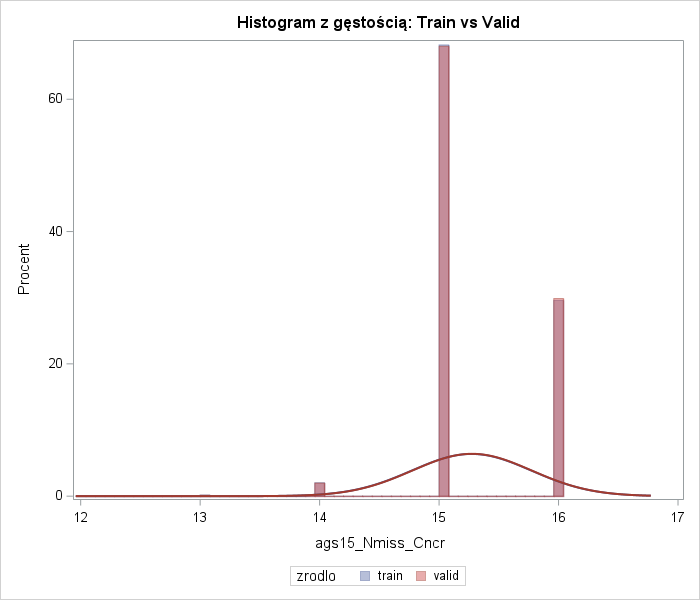 Histogram z gęstością: Train vs Valid
60
40
20
0
Procent
12 13 14 15 16 17
ags15_Nmiss_Cncr
zrodlo train valid